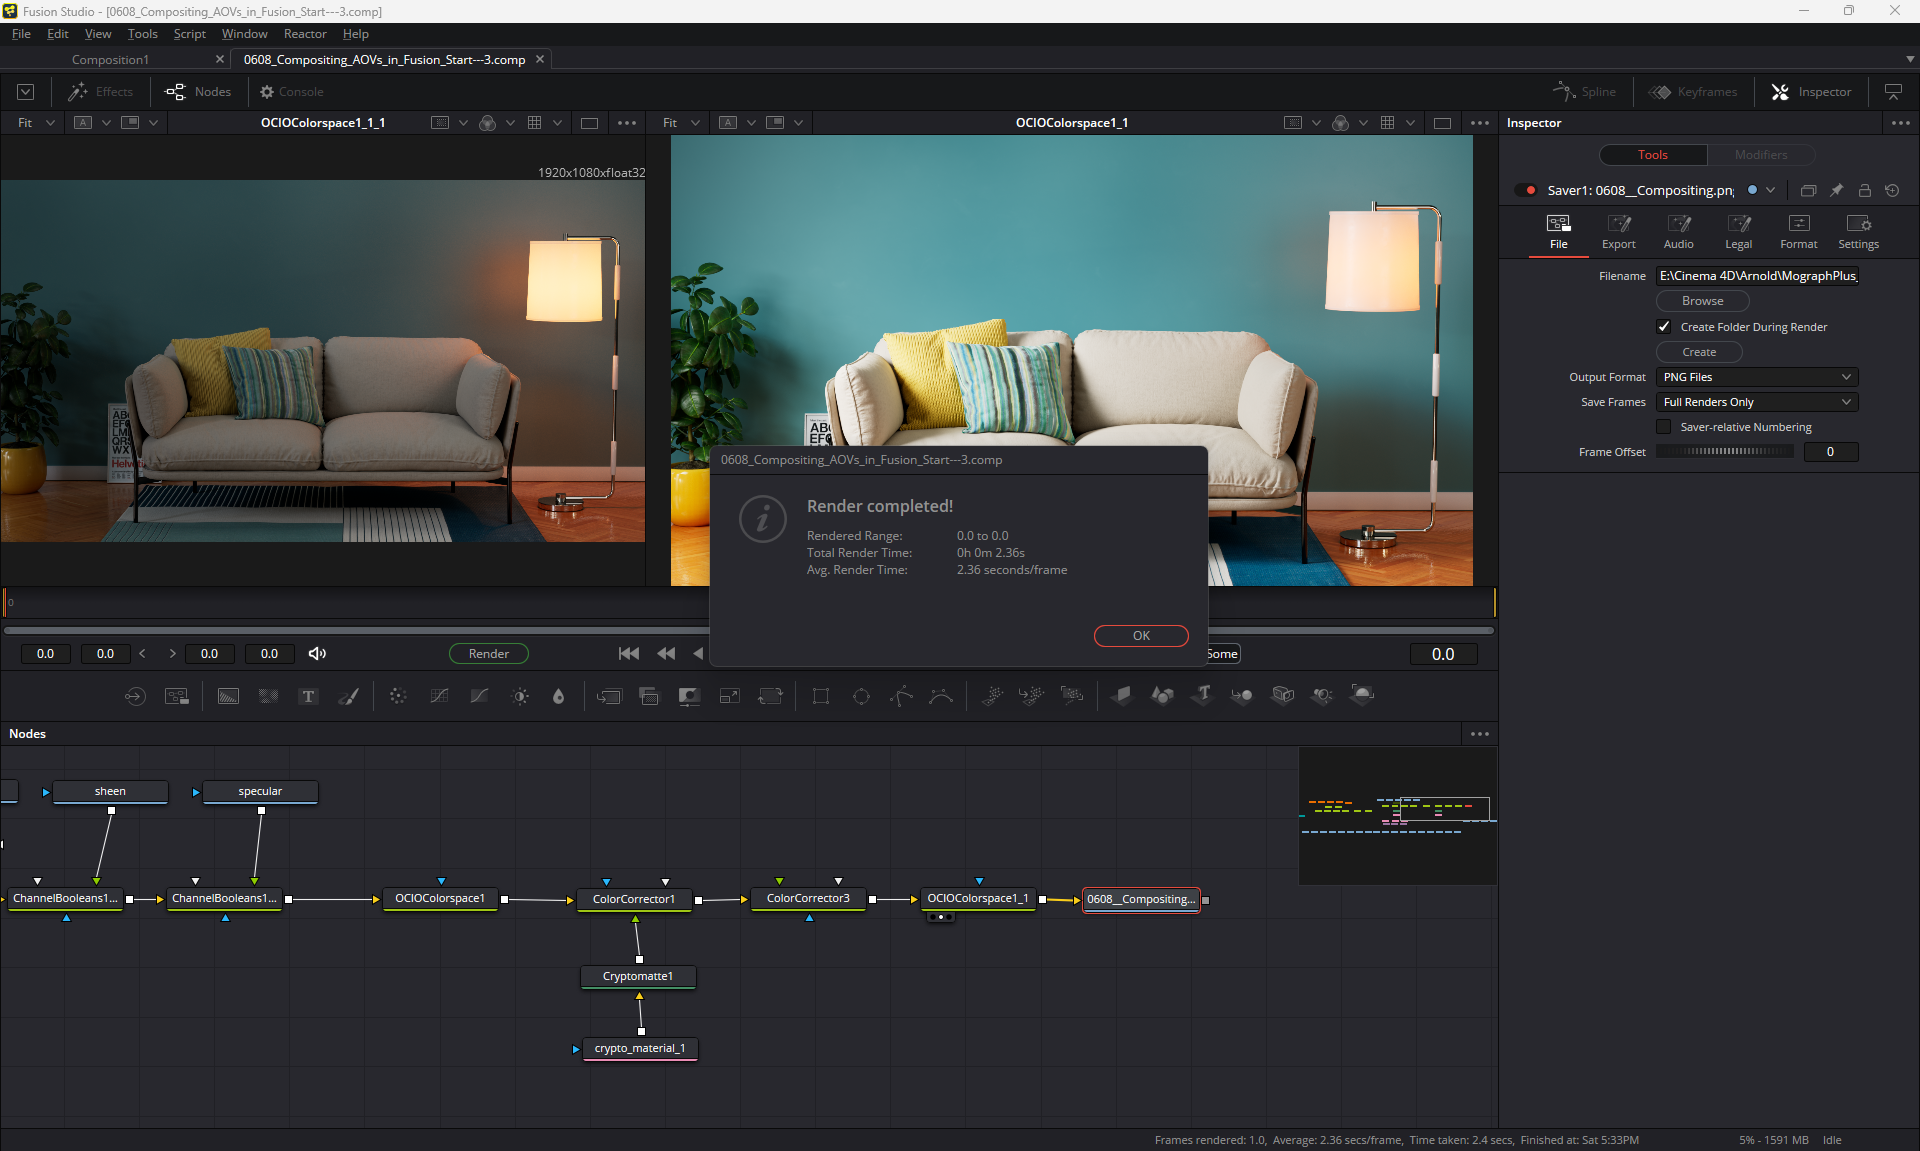 Fusion Studio - [0608_Compositing_AOVs_in_Fusion_Start---3.comp]
File Edit View Tools Script Window Reactor Help
Composition1
0608_Compositing_AOVs_in_Fusion_Start---3.comp
Effects Nodes Console Spline Keyframes Inspector
Fit A OCIOColorspace1_1_1
Fit A OCIOColorspace1_1
Inspector
1920x1080xfloat32
Tools Modifiers
Saver1: 0608__Compositing.pn
File Export Audio Legal Format Settings
Filename E:\Cinema 4D\Arnold\MographPlus_
Browse
Create Folder During Render
Create
Output Format PNG Files
Save Frames Full Renders Only
Saver-relative Numbering
Frame Offset 0
0608_Compositing_AOVs_in_Fusion_Start---3.comp
Render completed!
Rendered Range: 0.0 to 0.0
Total Render Time: 0h 0m 2.36s
Avg. Render Time: 2.36 seconds/frame
OK
0
0.0 0.0 < > 0.0 0.0 Render Some 0.0
Nodes
sheen specular
ChannelBooleans1... ChannelBooleans1... OCIOColorspace1 ColorCorrector1 ColorCorrector3 OCIOColorspace1_1 0608__Compositing...
Cryptomatte1
crypto_material_1
Frames rendered: 1.0, Average: 2.36 secs/frame, Time taken: 2.4 secs, Finished at: Sat 5:33PM 5% - 1591 MB Idle